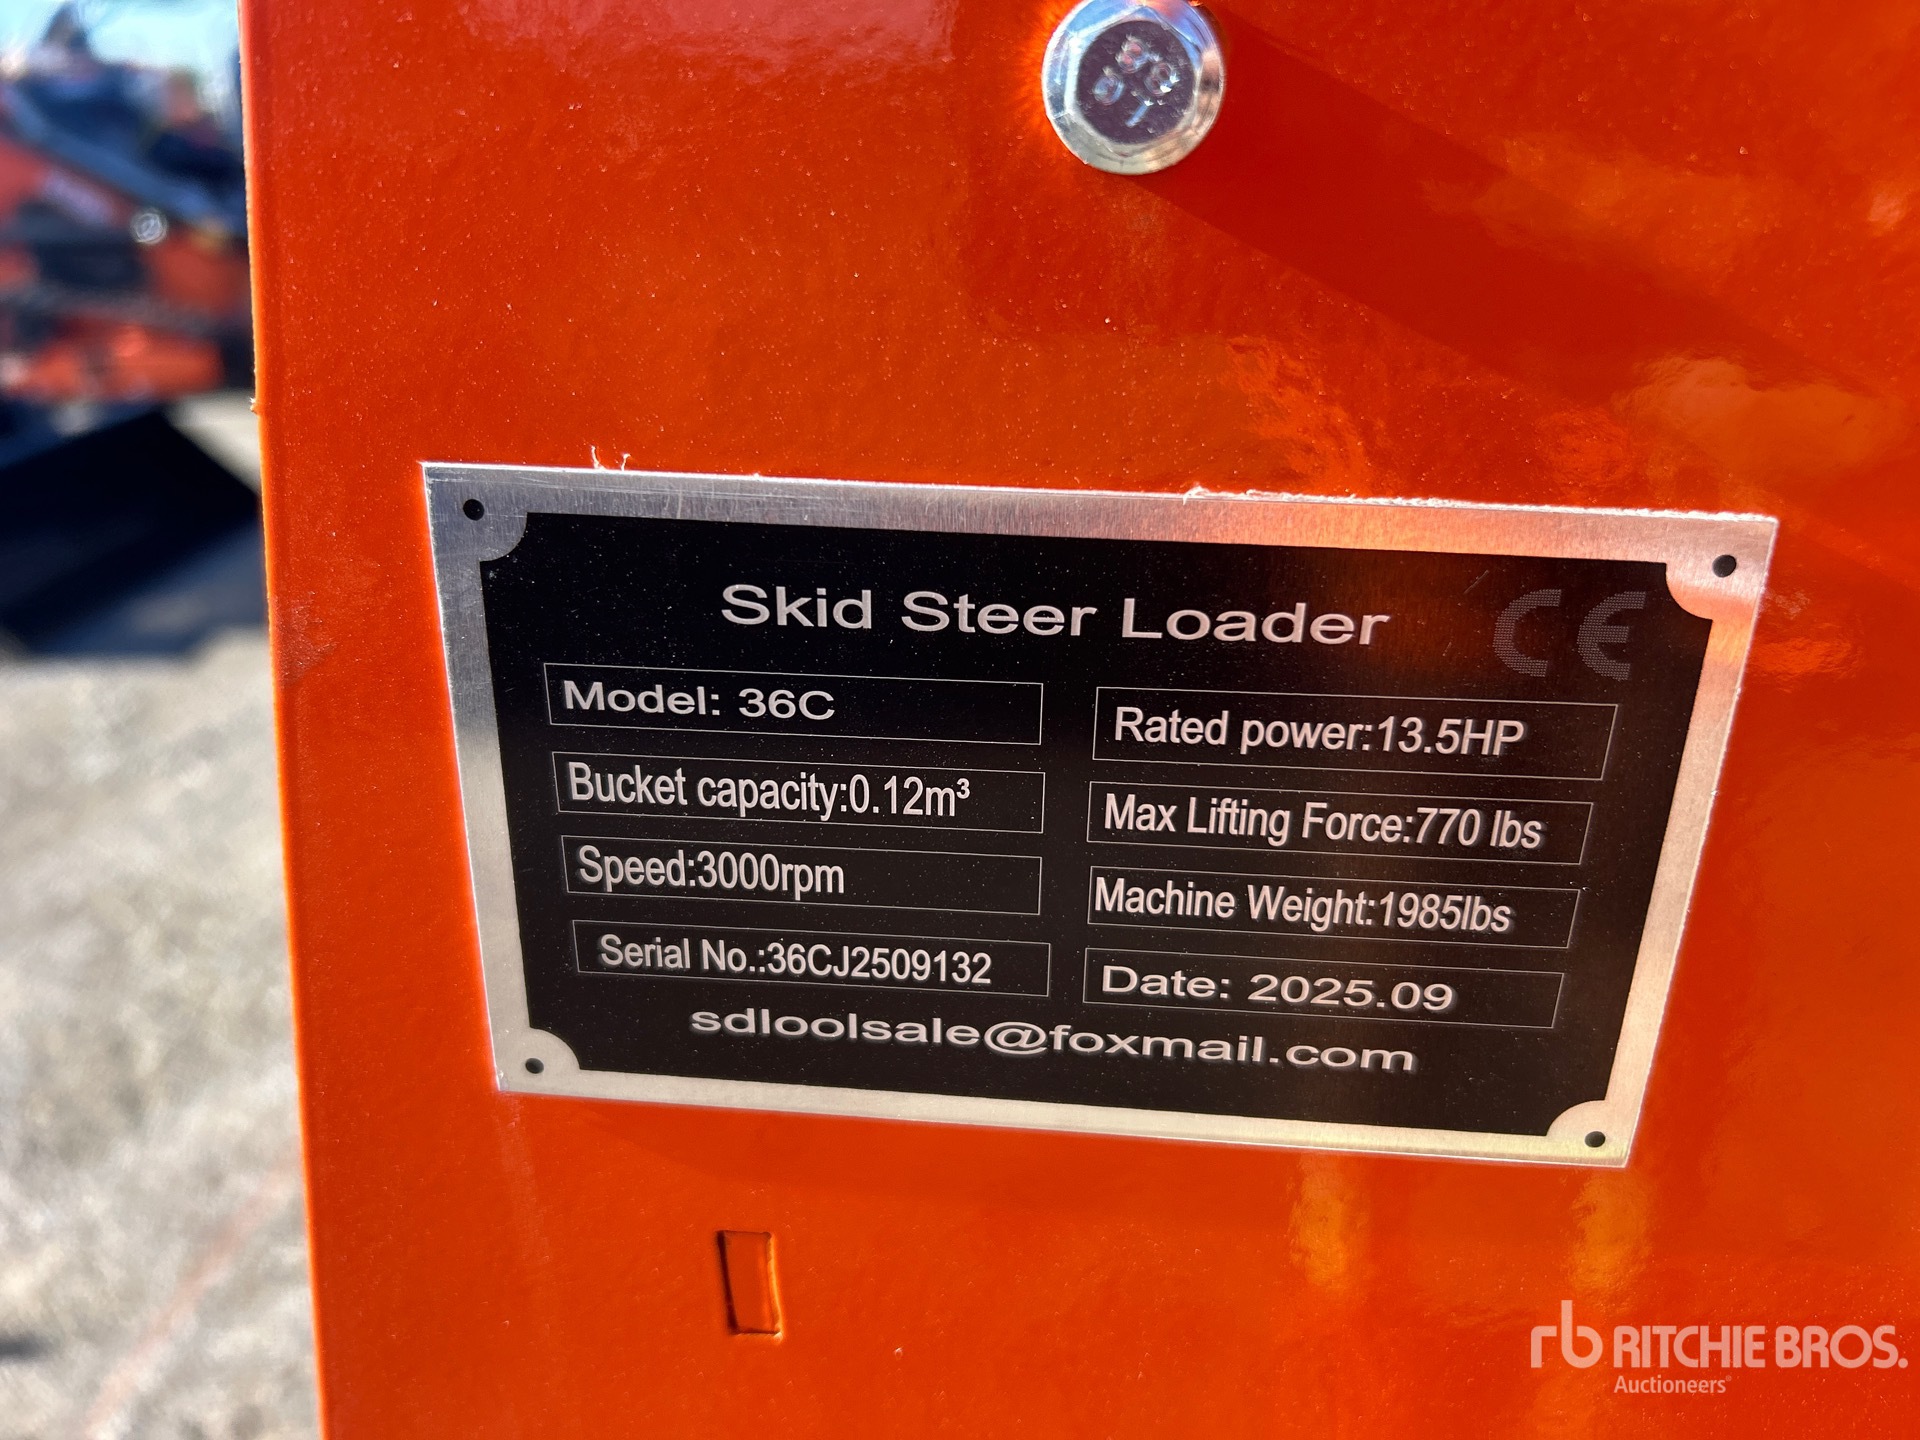 Skid Steer Loader CE
Model: 36C
Rated power:13.5HP
Bucket capacity:0.12m³
Max Lifting Force:770 lbs
Speed:3000rpm
Machine Weight:1985lbs
Serial No.:36CJ2509132
Date: 2025.09
sdloolsale@foxmail.com
rb RITCHIE BROS.
Auctioneers®